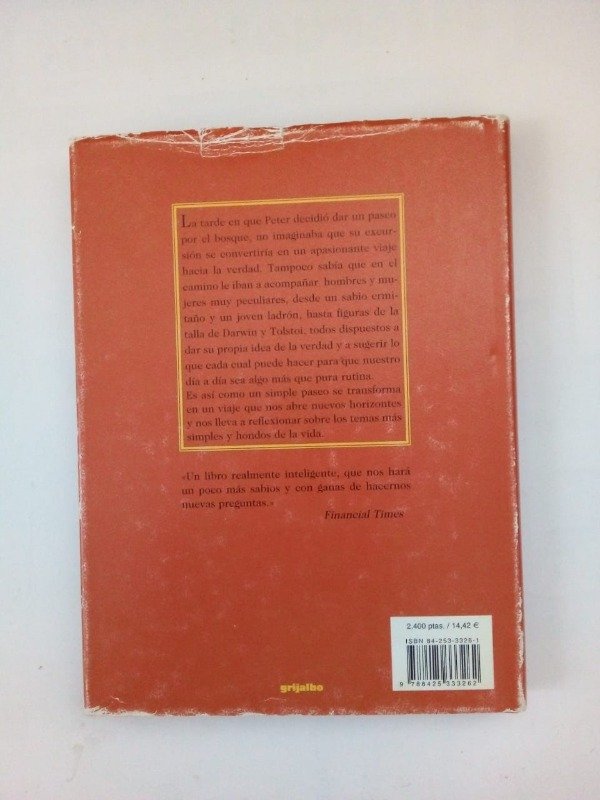 La tarde en que Peter decidió dar un paseo
por el bosque, no imaginaba que su excur-
sión se convertiría en un apasionante viaje
hacia la verdad. Tampoco sabía que en el
camino le iban a acompañar hombres y mu-
jeres muy peculiares, desde un sabio ermi-
taño y un joven ladrón, hasta figuras de la
talla de Darwin y Tolstoi, todos dispuestos a
dar su propia idea de la verdad y a sugerir lo
que cada cual puede hacer para que nuestro
día a día sea algo más que pura rutina.
Es así como un simple paseo se transforma
en un viaje que nos abre nuevos horizontes
y nos lleva a reflexionar sobre los temas más
simples y hondos de la vida.
«Un libro realmente inteligente, que nos hará
un poco más sabios y con ganas de hacernos
nuevas preguntas.»
Financial Times
2.400 ptas. / 14,42 €
ISBN 84-253-3326-1
9 788425 333262
grijalbo